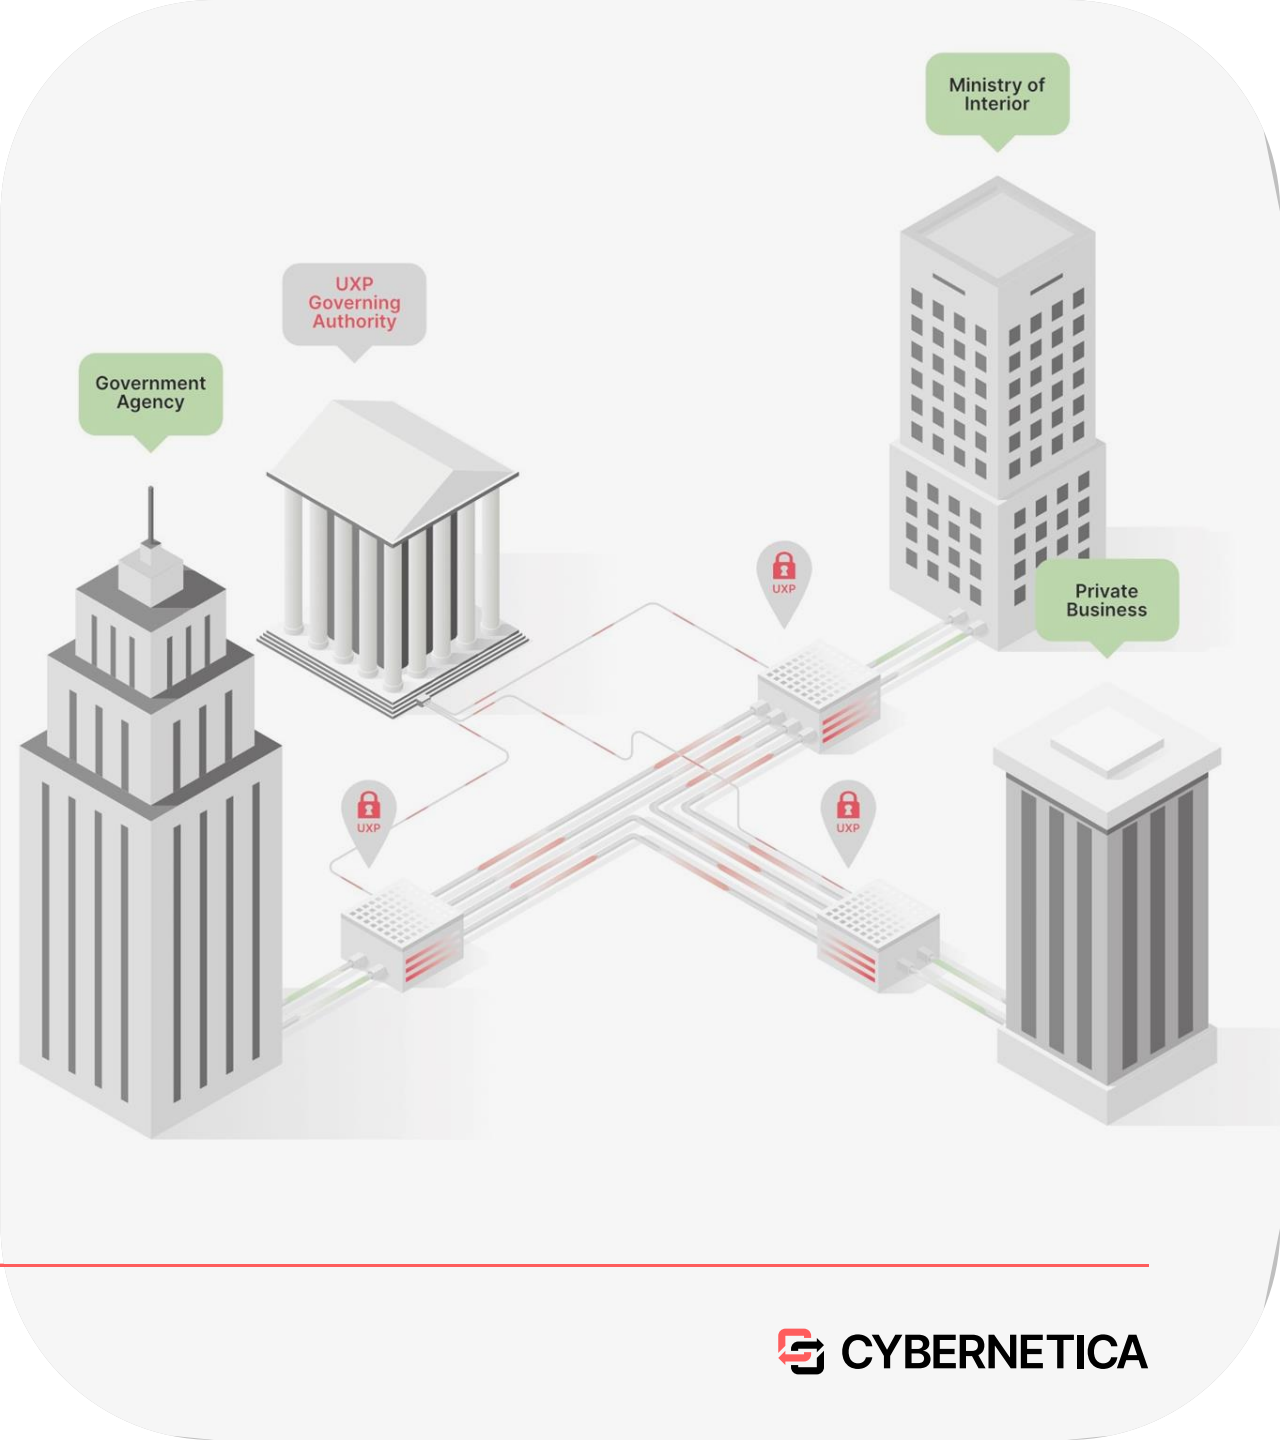 Ministry of
Interior
UXP
Governing
Authority
Government
Agency
UXP
Private
Business
UXP
UXP
CYBERNETICA